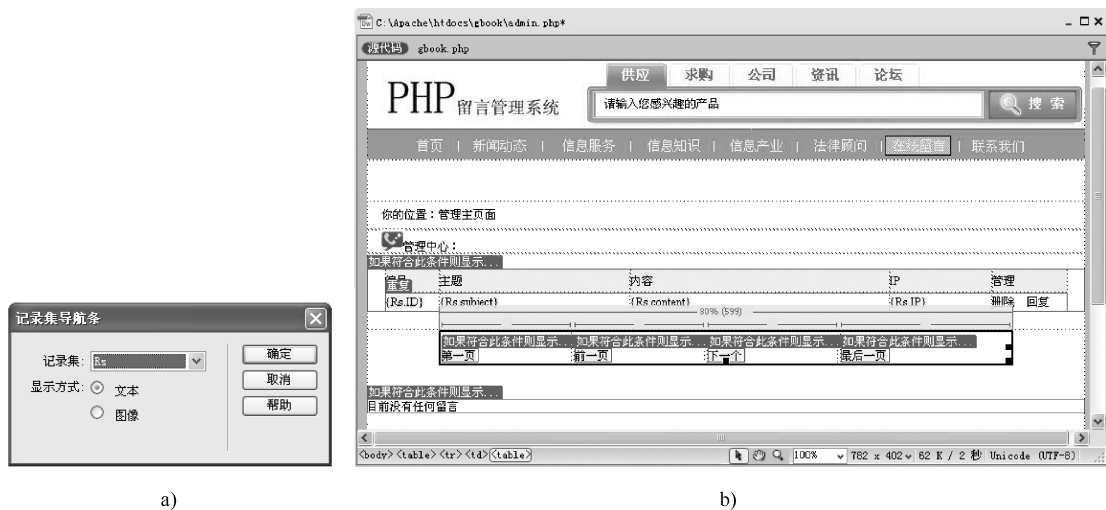 记录集导航条
记录集: Rs
显示方式: 文本
图像
确定
取消
帮助
a)
C:\Apache\htdocs\gbook\admin.php*
源代码 gbook.php
PHP 留言管理系统
供应 求购 公司 资讯 论坛
请输入您感兴趣的产品
搜 索
首页 | 新闻动态 | 信息服务 | 信息知识 | 信息产业 | 法律顾问 | 在线留言 | 联系我们
你的位置：管理主页面
管理中心：
如果符合此条件则显示...
编号 主题 内容 IP 管理
重复
{Rs.ID} {Rs.subject} {Rs.content} {Rs.IP} 删除 回复
80% (599)
如果符合此条件则显示... 如果符合此条件则显示... 如果符合此条件则显示... 如果符合此条件则显示...
第一页 前一页 下一个 最后一页
如果符合此条件则显示...
目前没有任何留言
<body> <table> <tr> <td> <table>
100% 782 x 402 62 K / 2 秒 Unicode (UTF-8)
b)